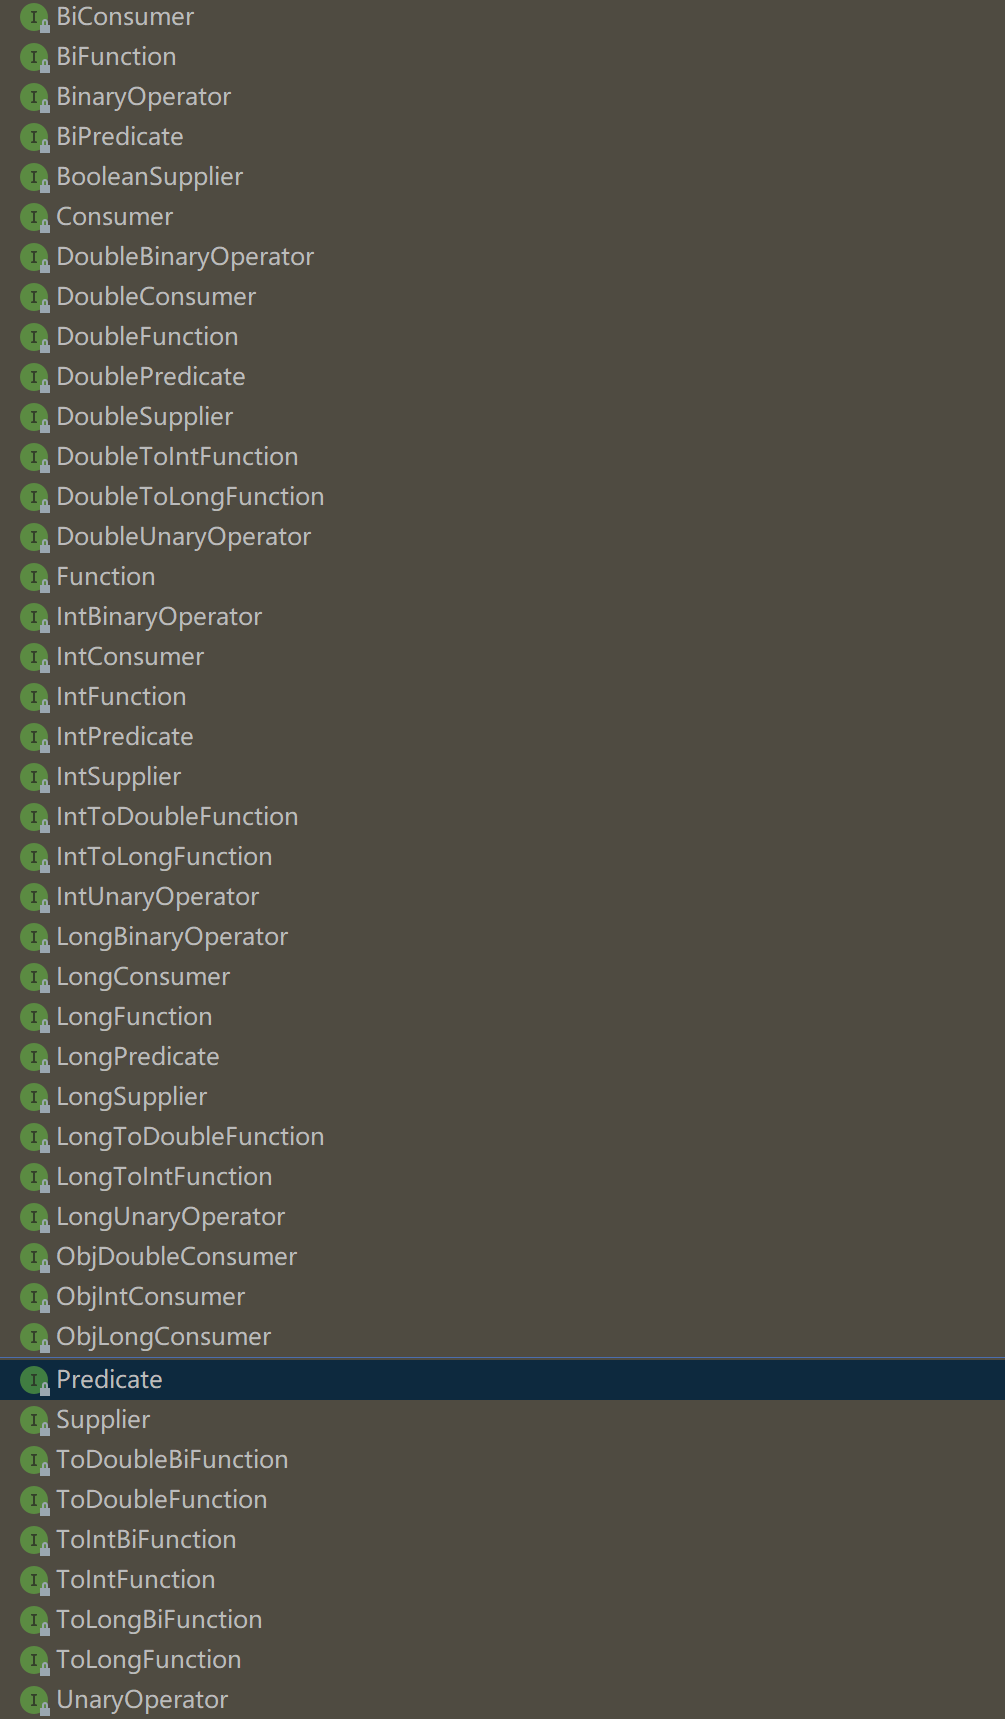 BiConsumer
BiFunction
BinaryOperator
BiPredicate
BooleanSupplier
Consumer
DoubleBinaryOperator
DoubleConsumer
DoubleFunction
DoublePredicate
DoubleSupplier
DoubleToIntFunction
DoubleToLongFunction
DoubleUnaryOperator
Function
IntBinaryOperator
IntConsumer
IntFunction
IntPredicate
IntSupplier
IntToDoubleFunction
IntToLongFunction
IntUnaryOperator
LongBinaryOperator
LongConsumer
LongFunction
LongPredicate
LongSupplier
LongToDoubleFunction
LongToIntFunction
LongUnaryOperator
ObjDoubleConsumer
ObjIntConsumer
ObjLongConsumer
Predicate
Supplier
ToDoubleBiFunction
ToDoubleFunction
ToIntBiFunction
ToIntFunction
ToLongBiFunction
ToLongFunction
UnaryOperator